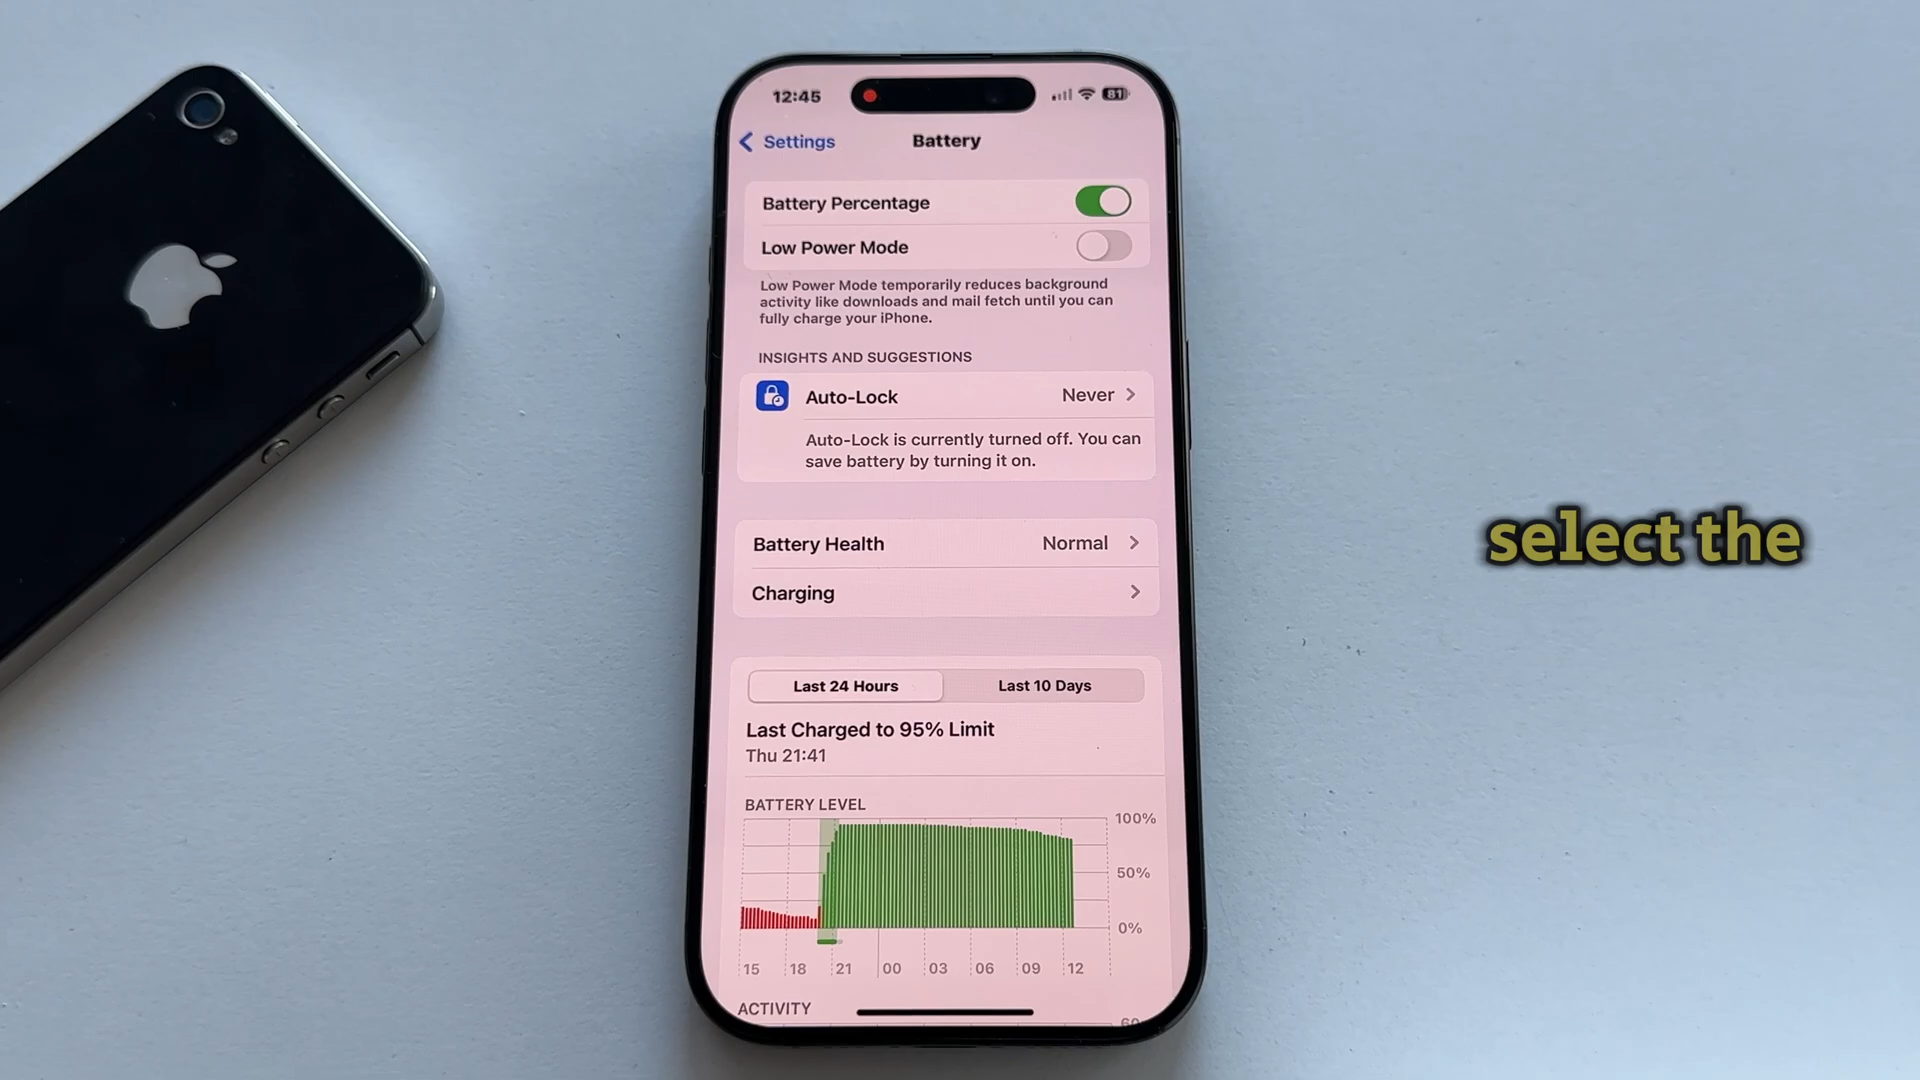 12:45
81
Settings
Battery
Battery Percentage
Low Power Mode
Low Power Mode temporarily reduces background
activity like downloads and mail fetch until you can
fully charge your iPhone.
INSIGHTS AND SUGGESTIONS
Auto-Lock
Never
Auto-Lock is currently turned off. You can
save battery by turning it on.
Battery Health
Normal
Charging
Last 24 Hours
Last 10 Days
Last Charged to 95% Limit
Thu 21:41
BATTERY LEVEL
100%
50%
0%
15 18 21 00 03 06 09 12
ACTIVITY
select the